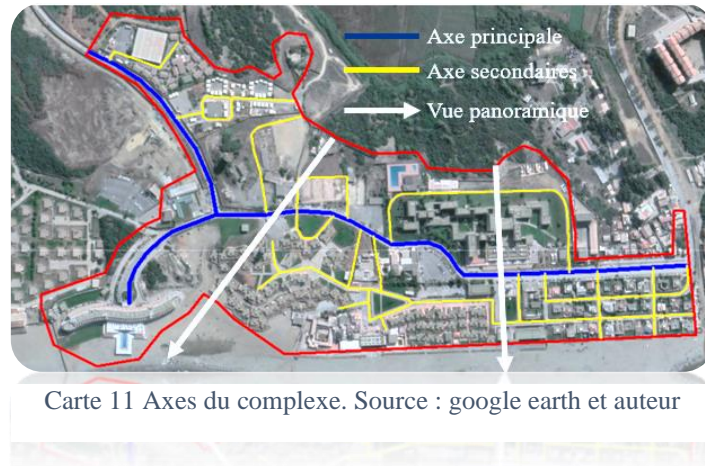 Axe principale
Axe secondaires
Vue panoramique
Carte 11 Axes du complexe. Source : google earth et auteur